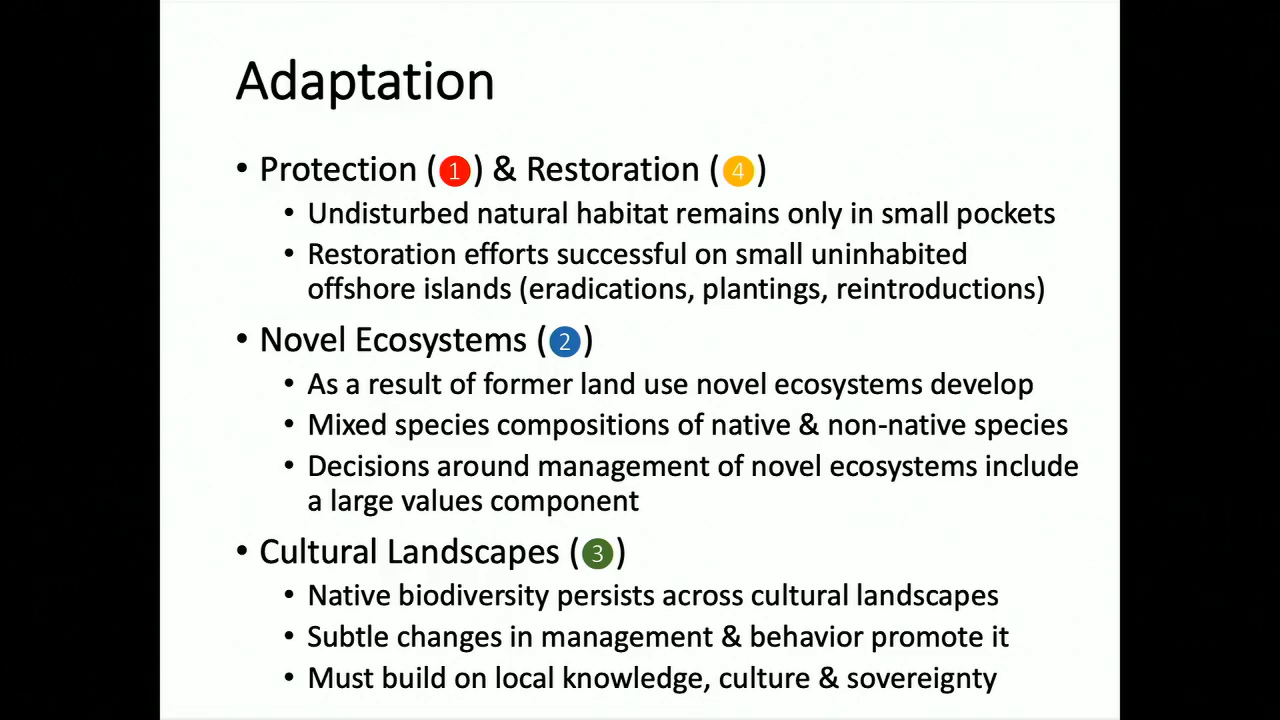 Adaptation
• Protection (1) & Restoration (4)
• Undisturbed natural habitat remains only in small pockets
• Restoration efforts successful on small uninhabited
offshore islands (eradications, plantings, reintroductions)
• Novel Ecosystems (2)
• As a result of former land use novel ecosystems develop
• Mixed species compositions of native & non-native species
• Decisions around management of novel ecosystems include
a large values component
• Cultural Landscapes (3)
• Native biodiversity persists across cultural landscapes
• Subtle changes in management & behavior promote it
• Must build on local knowledge, culture & sovereignty